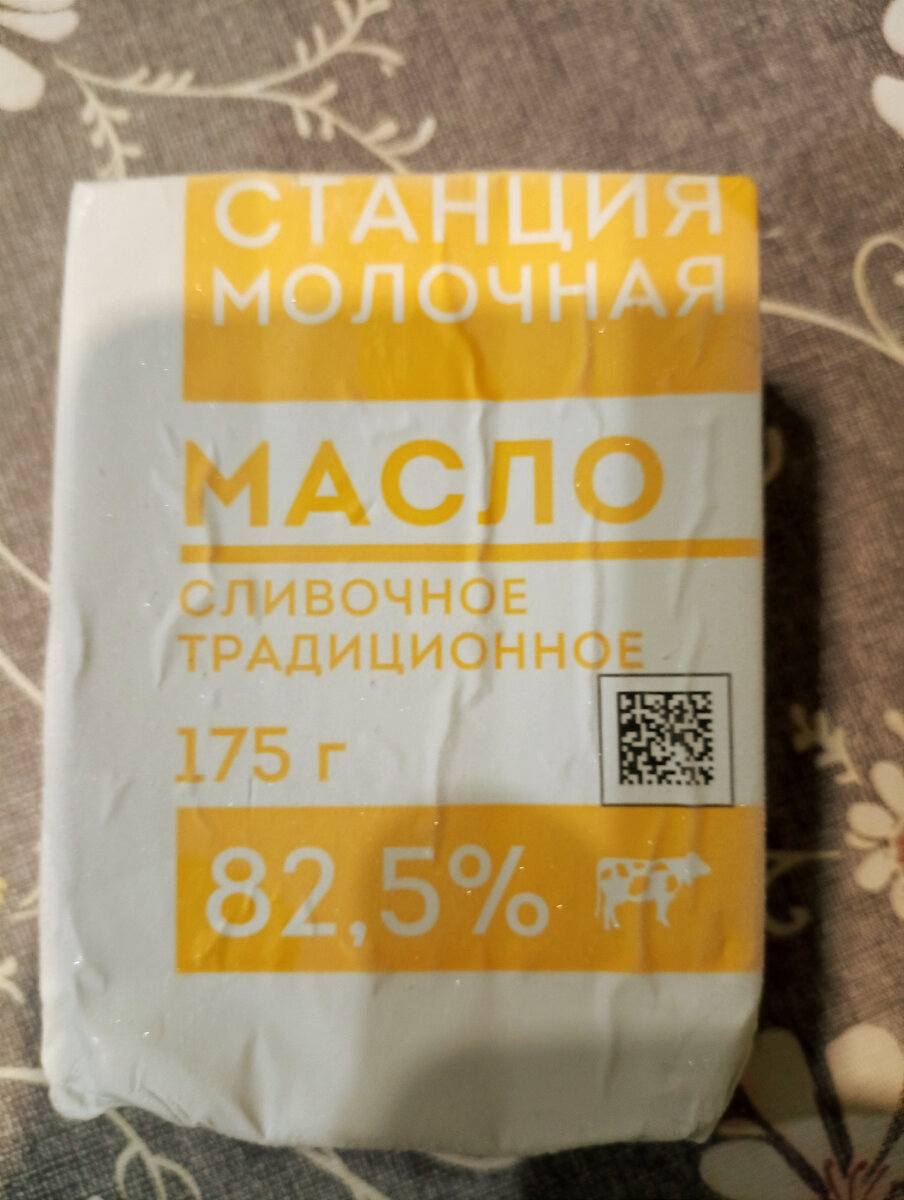 СТАНЦИЯ
МОЛОЧНАЯ
МАСЛО
СЛИВОЧНОЕ
ТРАДИЦИОННОЕ
175 г
82,5%